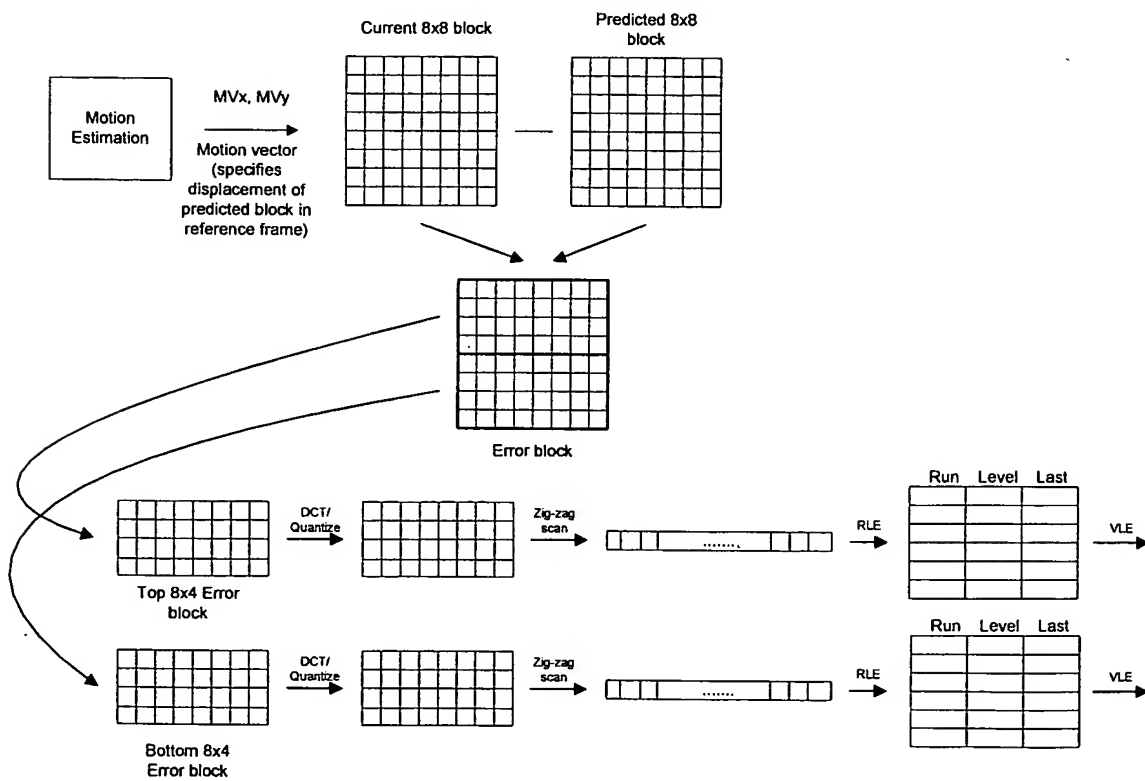 Current 8x8 block
Predicted 8x8
block
Motion
Estimation
MVx, MVy
Motion vector
(specifies
displacement of
predicted block in
reference frame)
Error block
Top 8x4 Error
block
DCT/
Quantize
Zig-zag
scan
........
RLE
Run Level Last
VLE
Bottom 8x4
Error block
DCT/
Quantize
Zig-zag
scan
.......
RLE
Run Level Last
VLE